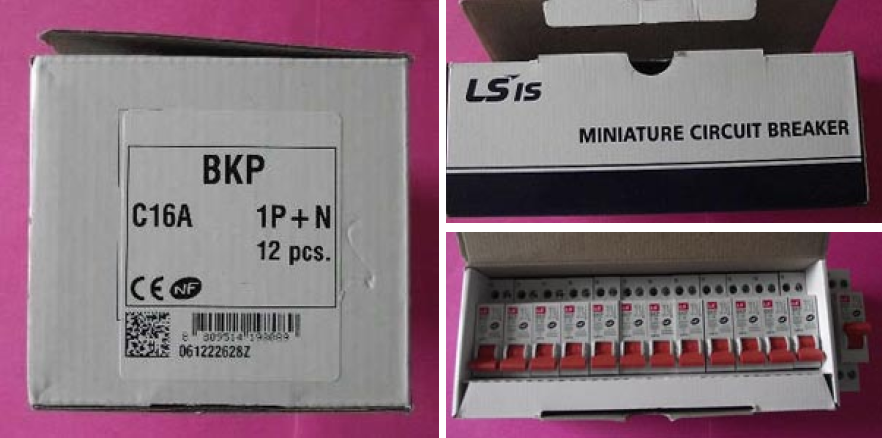 BKP
C16A 1P+N
12 pcs.
CE NF
061222628Z
LS IS
MINIATURE CIRCUIT BREAKER